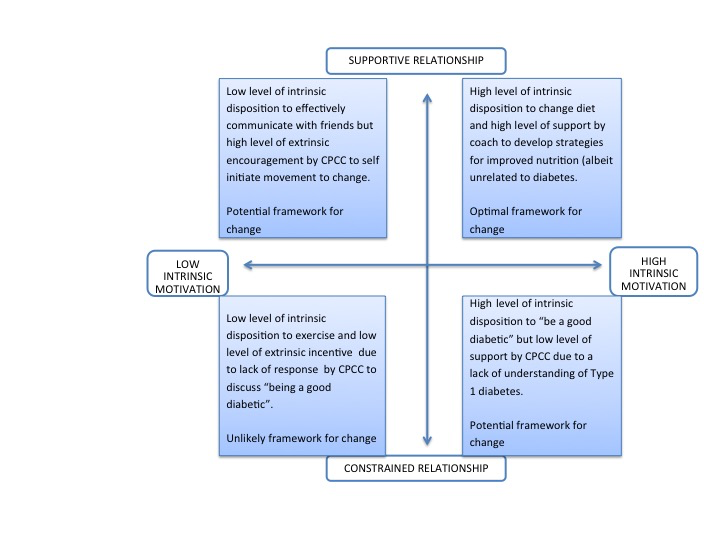 SUPPORTIVE RELATIONSHIP
Low level of intrinsic
disposition to effectively
communicate with friends but
high level of extrinsic
encouragement by CPCC to self
initiate movement to change.
Potential framework for
change
High level of intrinsic
disposition to change diet
and high level of support by
coach to develop strategies
for improved nutrition (albeit
unrelated to diabetes.
Optimal framework for
change
LOW
INTRINSIC
MOTIVATION
HIGH
INTRINSIC
MOTIVATION
Low level of intrinsic
disposition to exercise and low
level of extrinsic incentive due
to lack of response by CPCC to
discuss “being a good
diabetic”.
Unlikely framework for change
High level of intrinsic
disposition to “be a good
diabetic” but low level of
support by CPCC due to a
lack of understanding of Type
1 diabetes.
Potential framework for
change
CONSTRAINED RELATIONSHIP